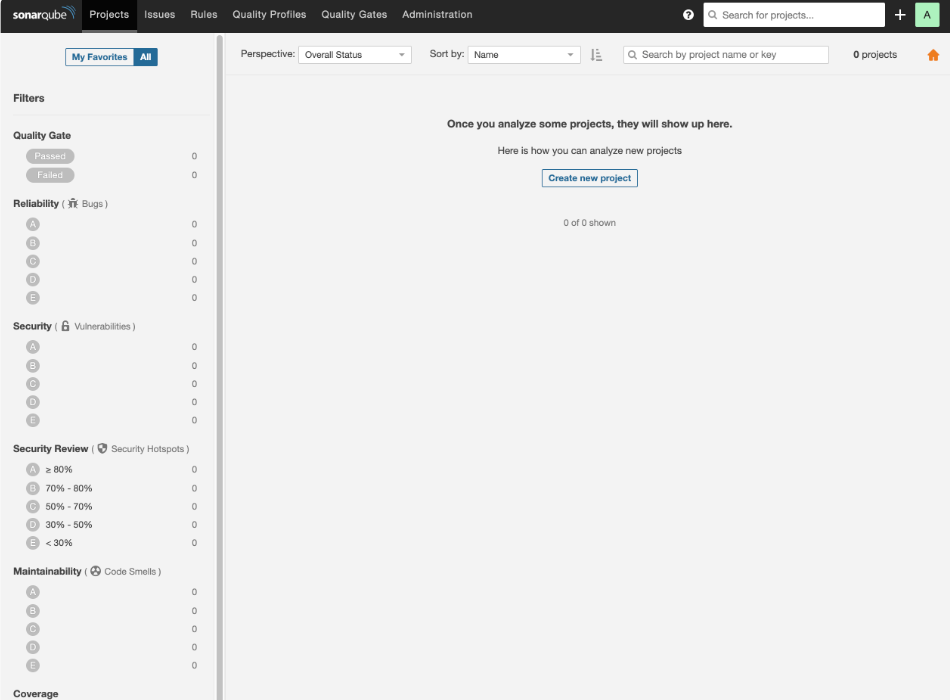 sonarqube Projects Issues Rules Quality Profiles Quality Gates Administration Search for projects... A
My Favorites All
Perspective: Overall Status Sort by: Name Search by project name or key 0 projects
Filters
Quality Gate
Passed 0
Failed 0
Reliability ( Bugs )
A 0
B 0
C 0
D 0
E 0
Security ( Vulnerabilities )
A 0
B 0
C 0
D 0
E 0
Security Review ( Security Hotspots )
A ≥ 80% 0
B 70% - 80% 0
C 50% - 70% 0
D 30% - 50% 0
E < 30% 0
Maintainability ( Code Smells )
A 0
B 0
C 0
D 0
E 0
Coverage
Once you analyze some projects, they will show up here.
Here is how you can analyze new projects
Create new project
0 of 0 shown